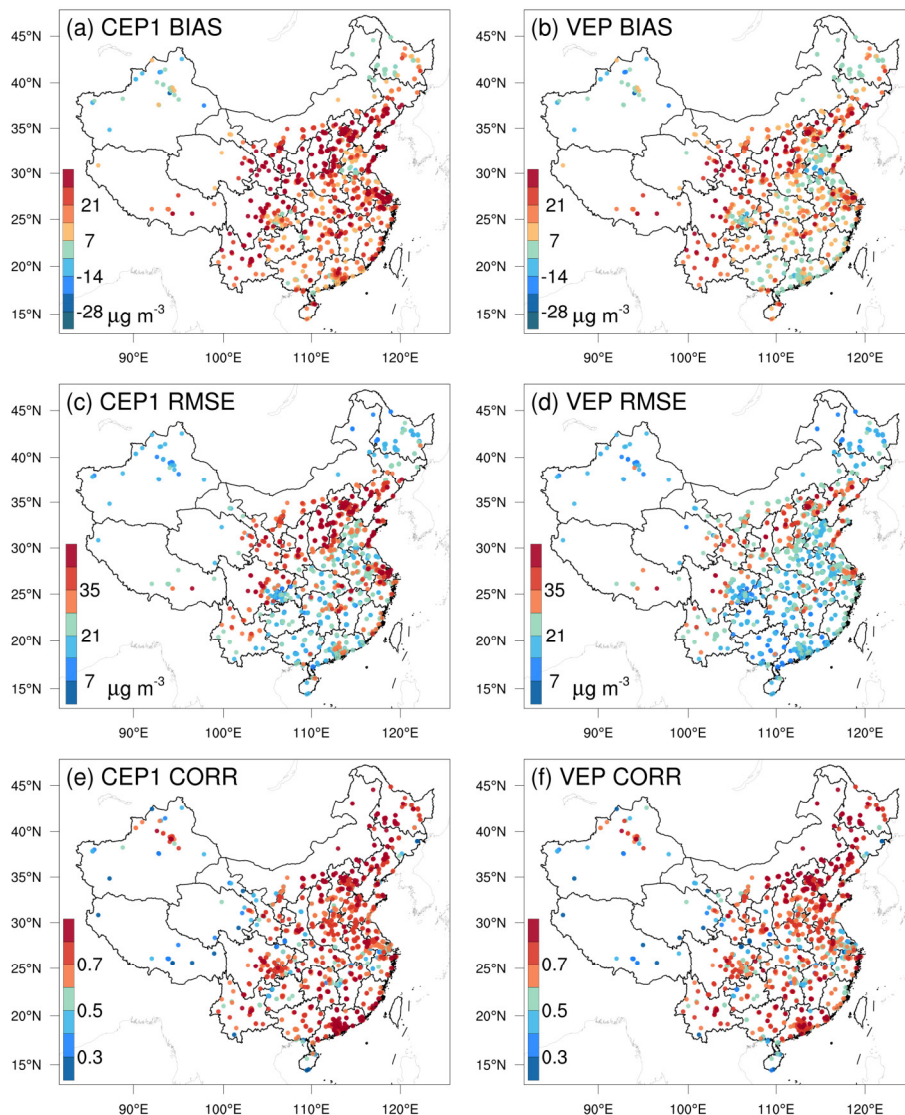 (a) CEP1 BIAS
45°N
40°N
35°N
30°N
25°N
20°N
15°N
21
7
-14
-28
µg m⁻³
90°E
100°E
110°E
120°E
(b) VEP BIAS
45°N
40°N
35°N
30°N
25°N
20°N
15°N
21
7
-14
-28
µg m⁻³
90°E
100°E
110°E
120°E
(c) CEP1 RMSE
45°N
40°N
35°N
30°N
25°N
20°N
15°N
35
21
7
µg m⁻³
90°E
100°E
110°E
120°E
(d) VEP RMSE
45°N
40°N
35°N
30°N
25°N
20°N
15°N
35
21
7
µg m⁻³
90°E
100°E
110°E
120°E
(e) CEP1 CORR
45°N
40°N
35°N
30°N
25°N
20°N
15°N
0.7
0.5
0.3
90°E
100°E
110°E
120°E
(f) VEP CORR
45°N
40°N
35°N
30°N
25°N
20°N
15°N
0.7
0.5
0.3
90°E
100°E
110°E
120°E